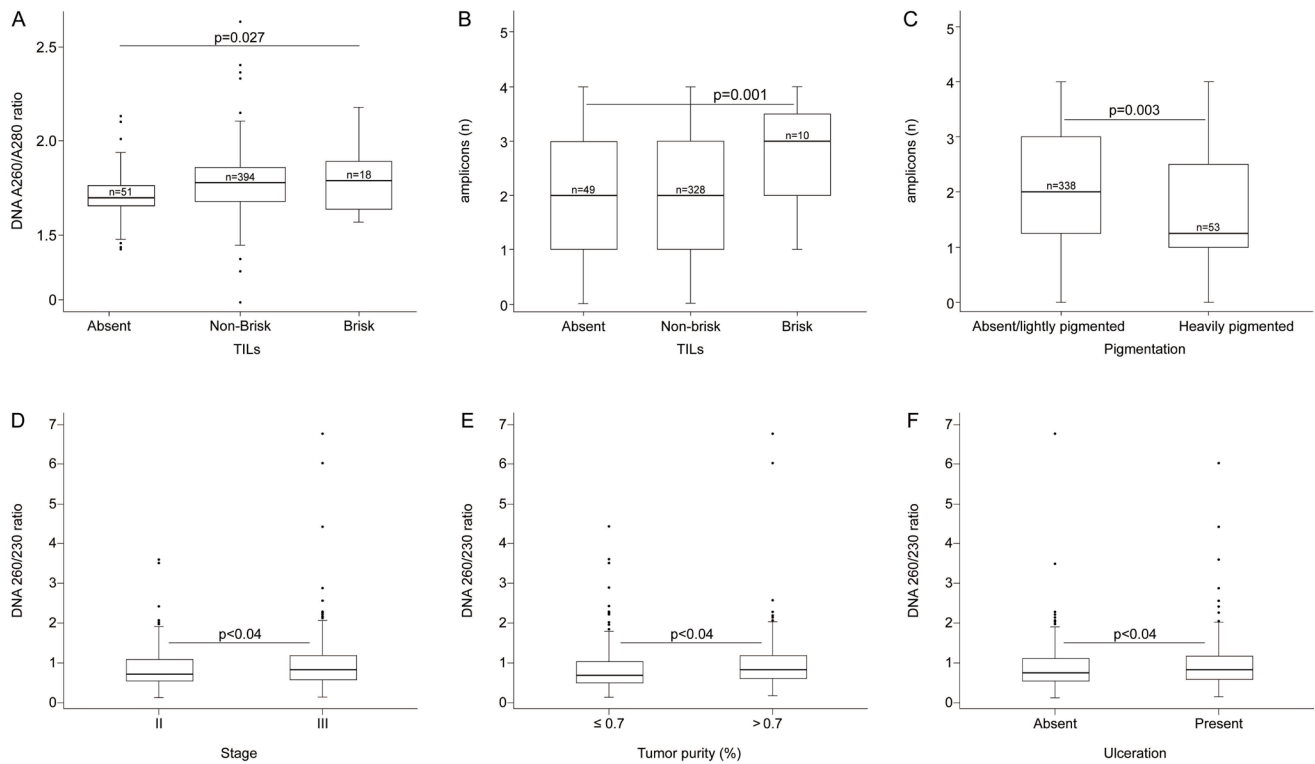 A
DNA A260/A280 ratio
2.5
2.0
1.5
0
p=0.027
n=51
n=394
n=18
Absent
Non-Brisk
Brisk
TILs
B
amplicons (n)
5
4
3
2
1
0
p=0.001
n=49
n=328
n=10
Absent
Non-brisk
Brisk
TILs
C
amplicons (n)
5
4
3
2
1
0
p=0.003
n=338
n=53
Absent/lightly pigmented
Heavily pigmented
Pigmentation
D
DNA 260/230 ratio
7
6
5
4
3
2
1
0
p<0.04
II
III
Stage
E
DNA 260/230 ratio
7
6
5
4
3
2
1
0
p<0.04
≤ 0.7
> 0.7
Tumor purity (%)
F
DNA 260/230 ratio
7
6
5
4
3
2
1
0
p<0.04
Absent
Present
Ulceration